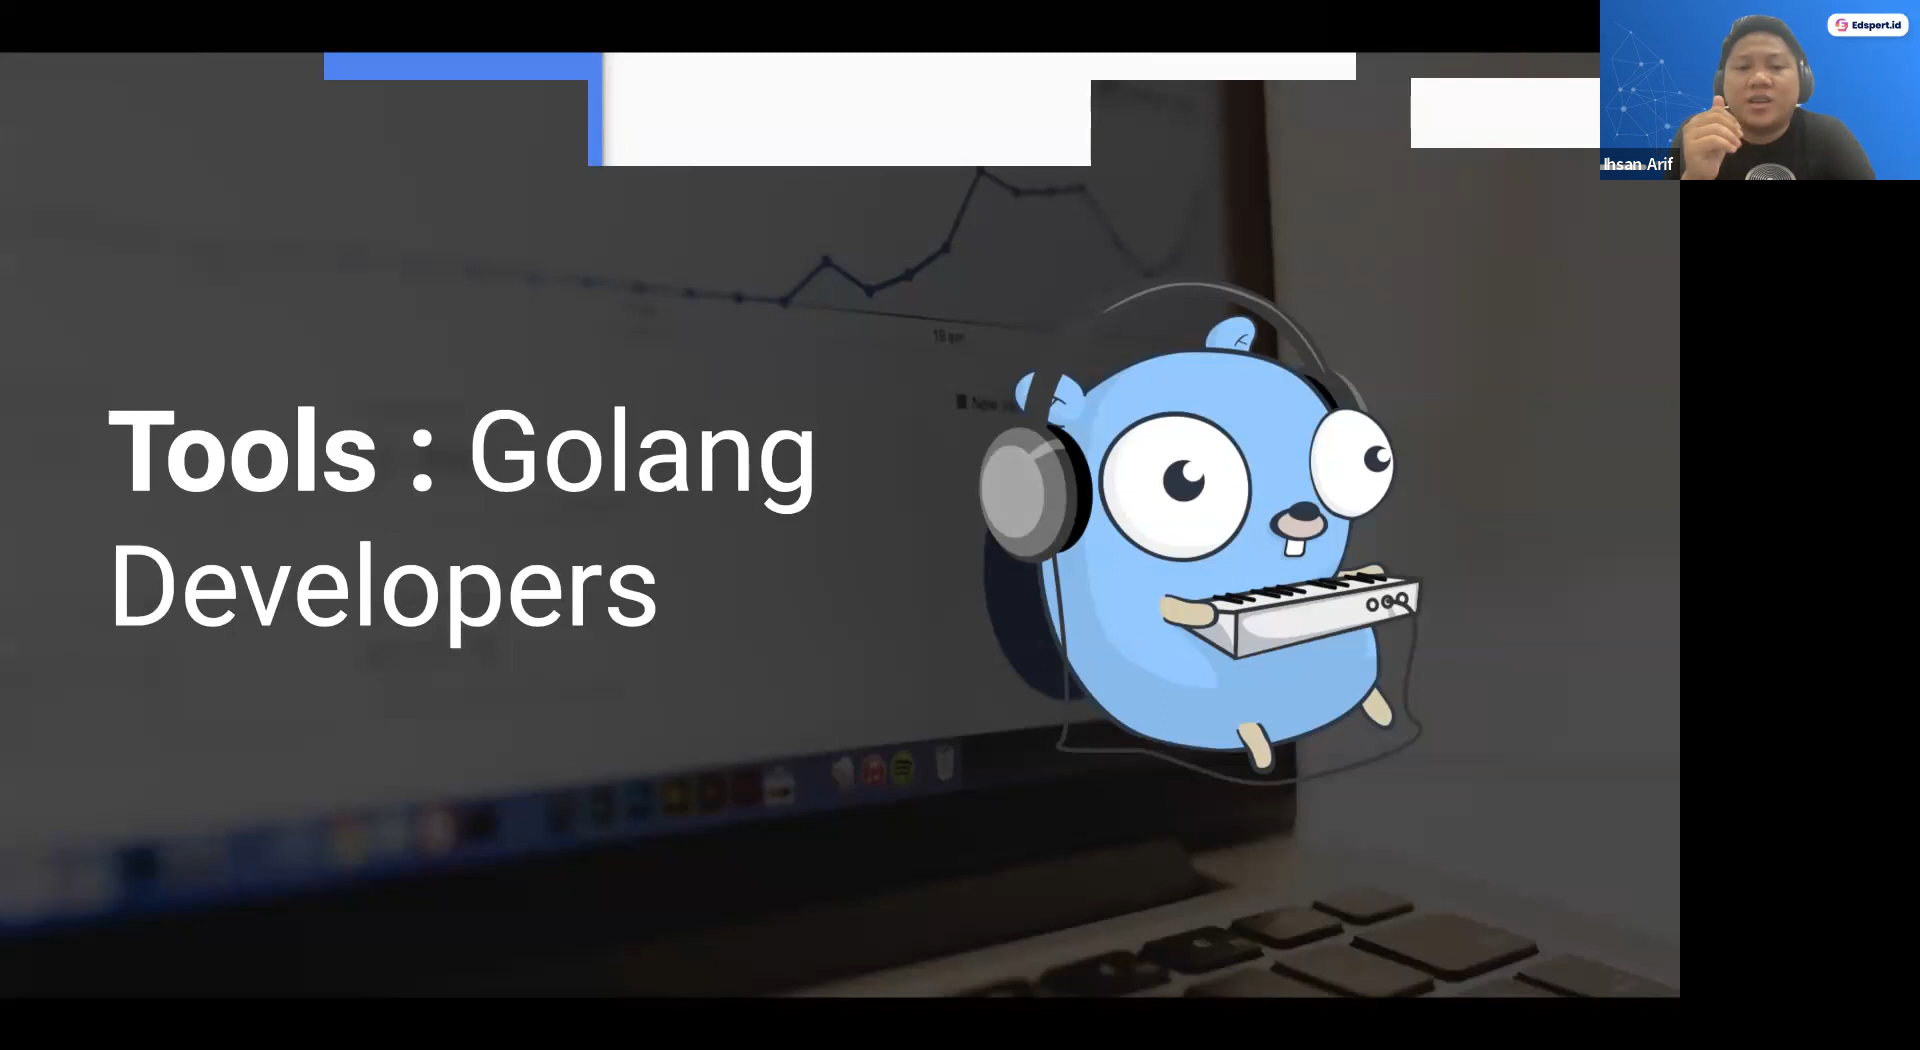 Edspert.id
Ihsan Arif
Tools : Golang
Developers